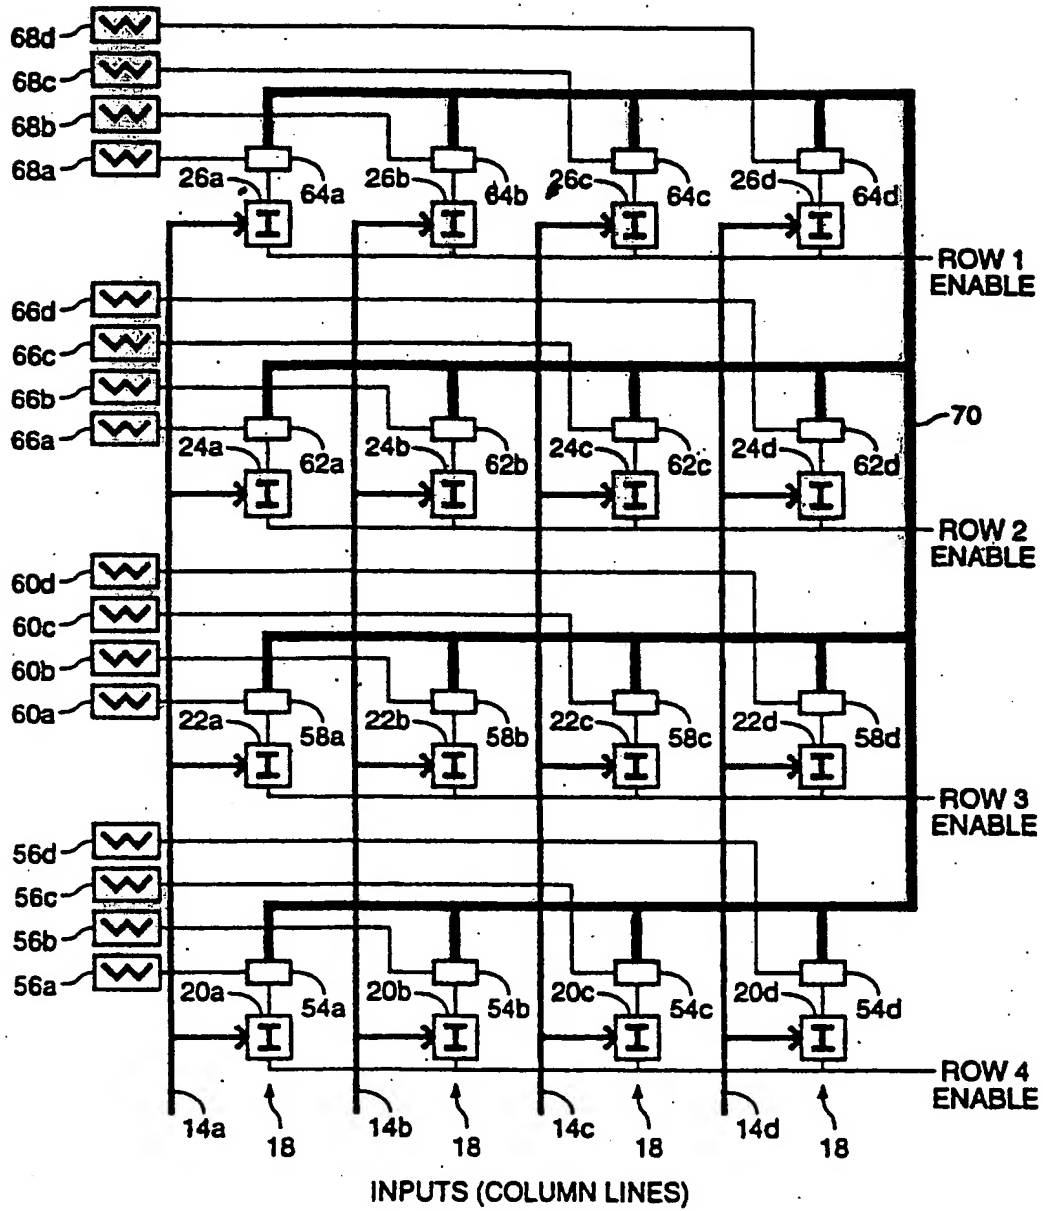 68d
68c
68b
68a
26a 64a 26b 64b 26c 64c 26d 64d
ROW 1
ENABLE
66d
66c
66b
66a
70
24a 62a 24b 62b 24c 62c 24d 62d
ROW 2
ENABLE
60d
60c
60b
60a
22a 58a 22b 58b 22c 58c 22d 58d
ROW 3
ENABLE
56d
56c
56b
56a
20a 54a 20b 54b 20c 54c 20d 54d
ROW 4
ENABLE
14a 18 14b 18 14c 18 14d 18
INPUTS (COLUMN LINES)